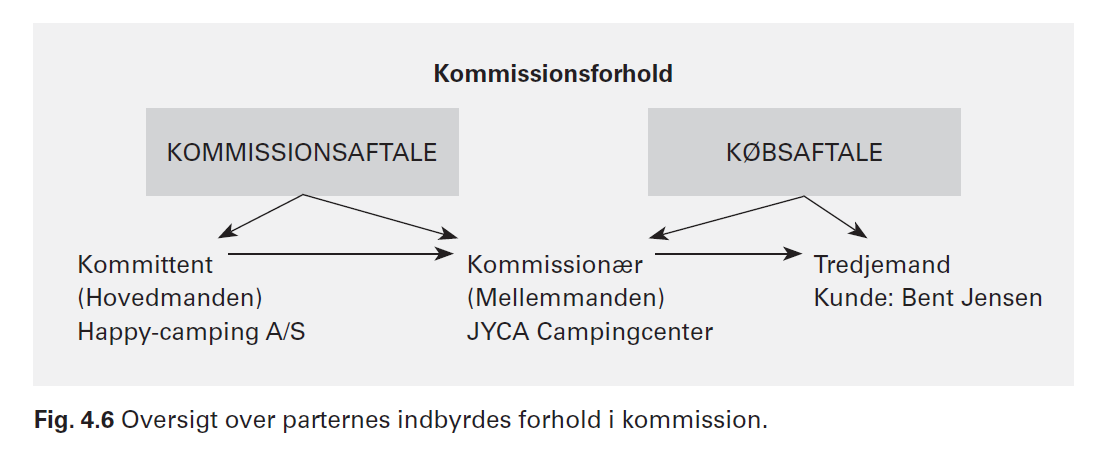 Kommissionsforhold
KOMMISSIONSAFTALE
KØBSAFTALE
Kommittent
(Hovedmanden)
Happy-camping A/S
Kommissionær
(Mellemmanden)
JYCA Campingcenter
Tredjemand
Kunde: Bent Jensen
Fig. 4.6 Oversigt over parternes indbyrdes forhold i kommission.